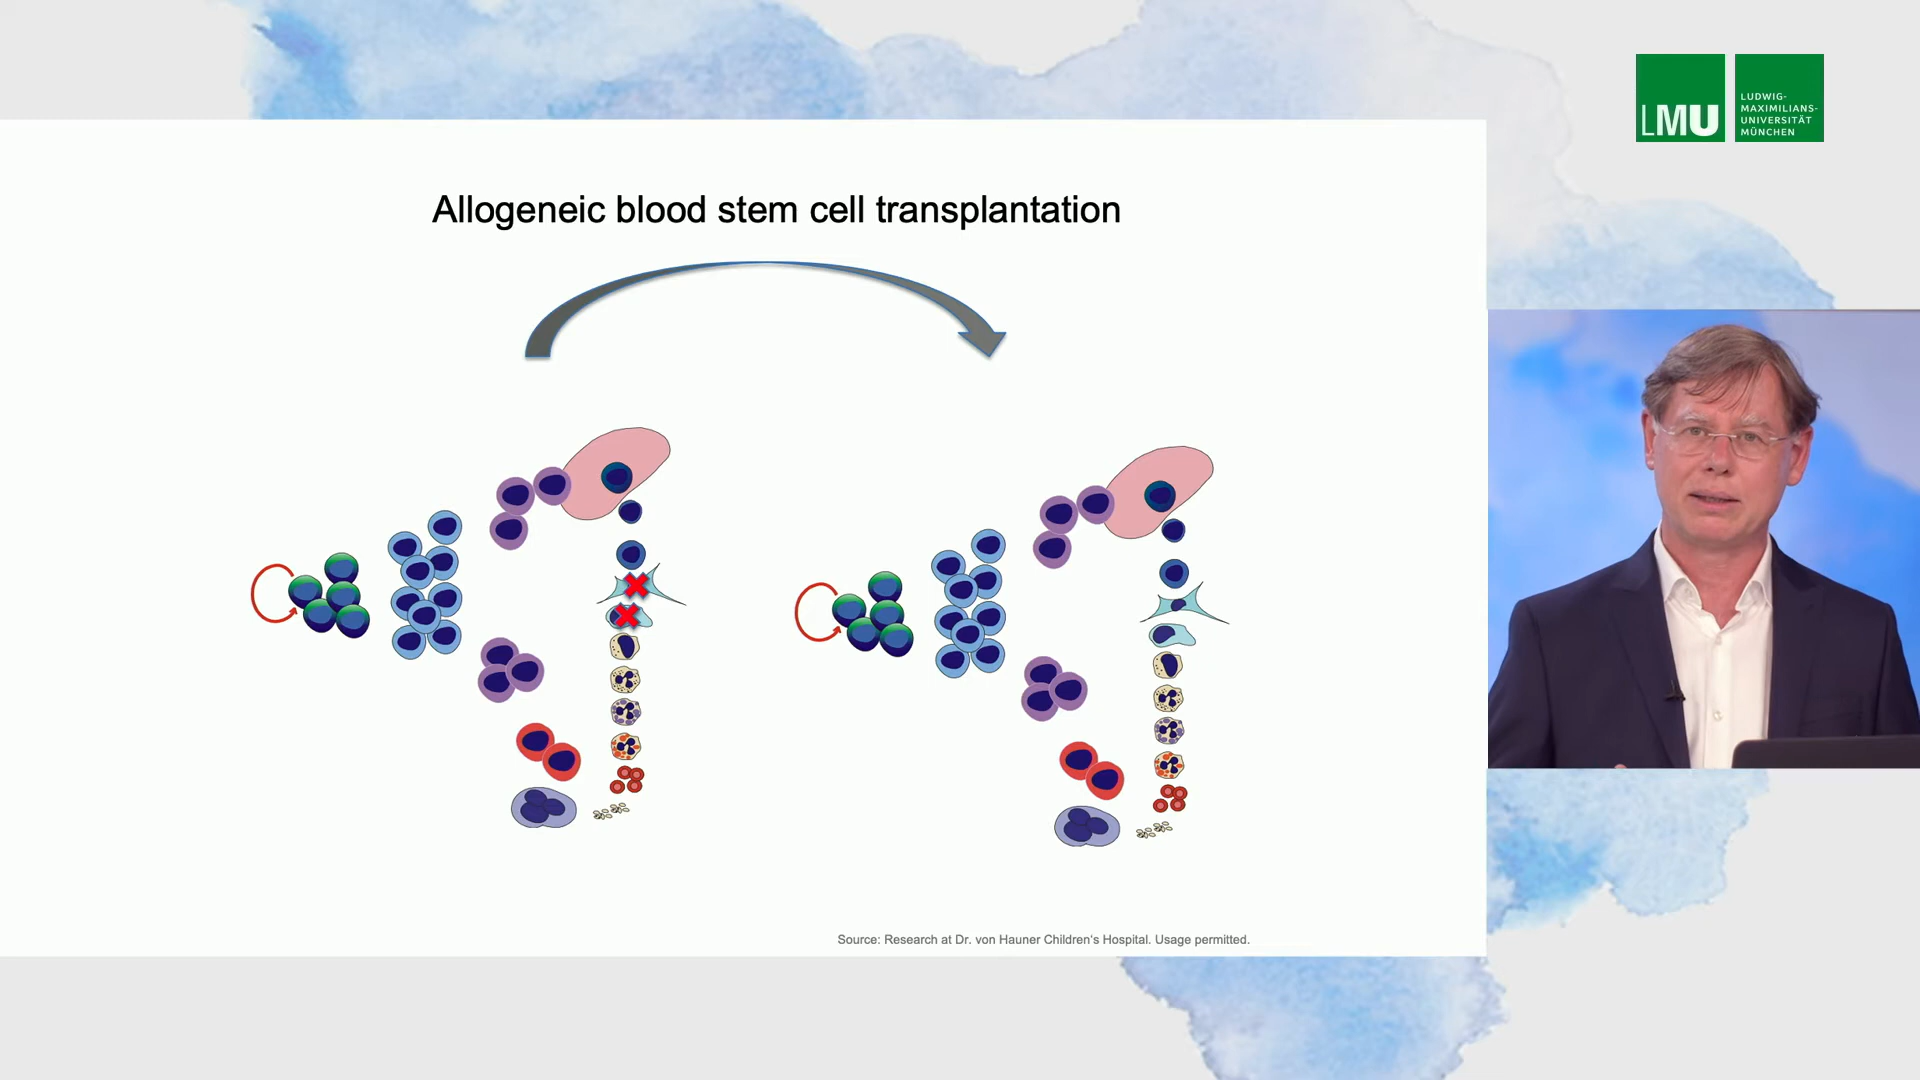 LMU
LUDWIG-
MAXIMILIANS-
UNIVERSITÄT
MÜNCHEN
Allogeneic blood stem cell transplantation
Source: Research at Dr. von Hauner Children's Hospital. Usage permitted.